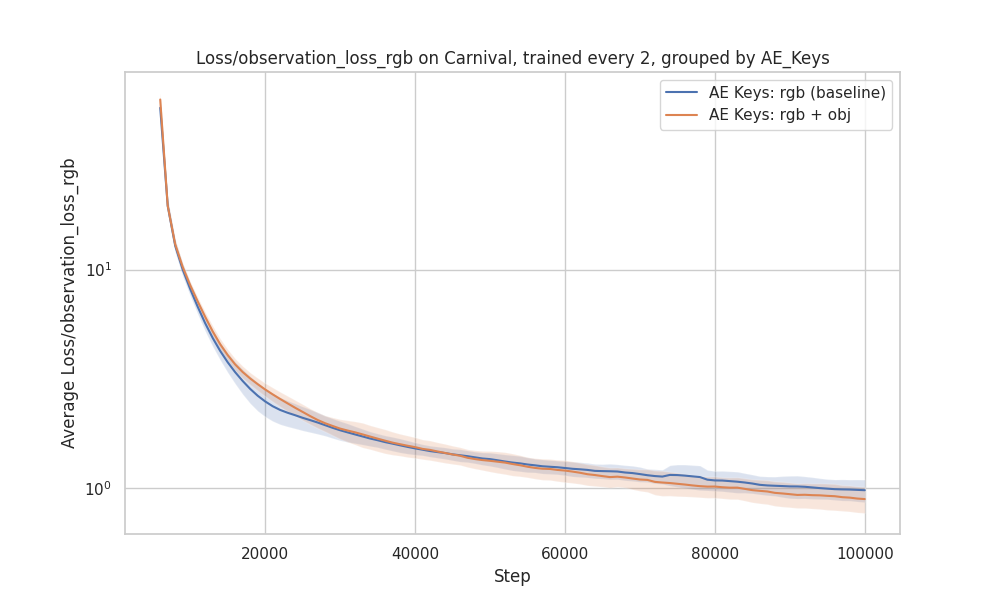 Loss/observation_loss_rgb on Carnival, trained every 2, grouped by AE_Keys
AE Keys: rgb (baseline)
AE Keys: rgb + obj
Average Loss/observation_loss_rgb
10¹
10⁰
20000 40000 60000 80000 100000
Step